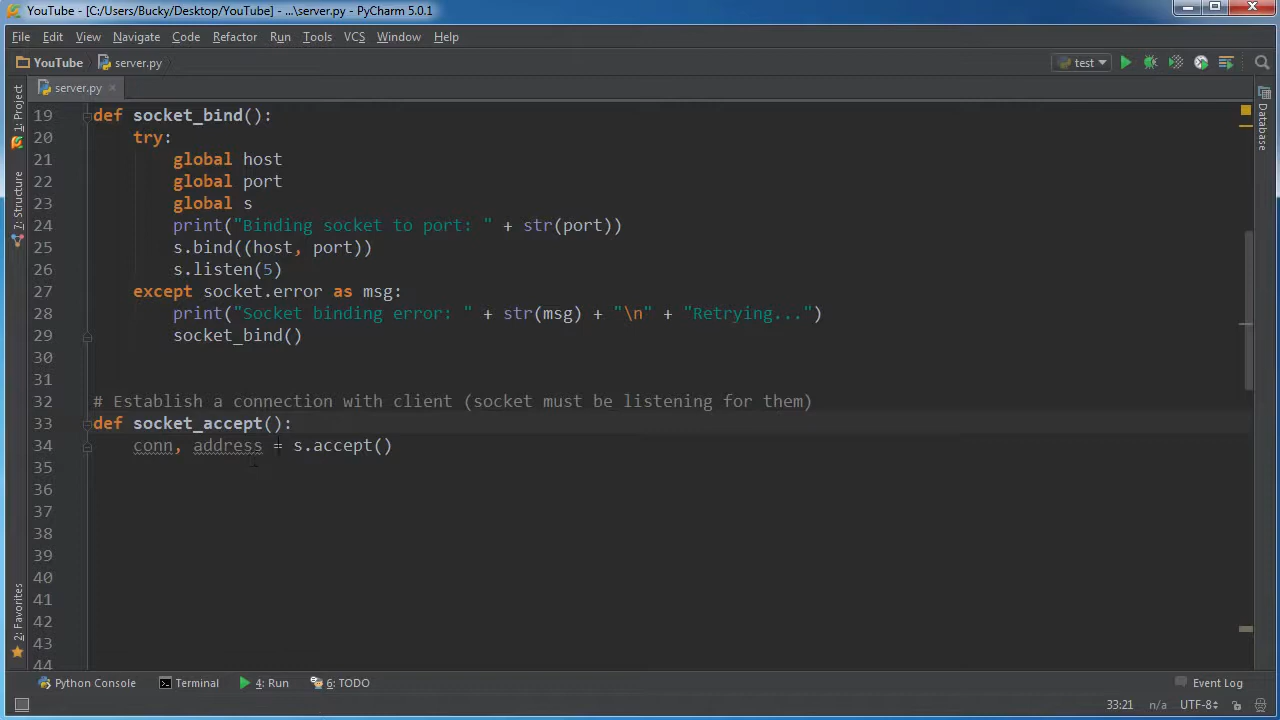 YouTube - [C:/Users/Bucky/Desktop/YouTube] - ...\server.py - PyCharm 5.0.1
File Edit View Navigate Code Refactor Run Tools VCS Window Help
YouTube server.py test
server.py
1: Project
7: Structure
2: Favorites
Database
19 def socket_bind():
20 try:
21 global host
22 global port
23 global s
24 print("Binding socket to port: " + str(port))
25 s.bind((host, port))
26 s.listen(5)
27 except socket.error as msg:
28 print("Socket binding error: " + str(msg) + "\n" + "Retrying...")
29 socket_bind()
30
31
32 # Establish a connection with client (socket must be listening for them)
33 def socket_accept():
34 conn, address = s.accept()
35
36
37
38
39
40
41
42
43
44
Python Console Terminal 4: Run 6: TODO Event Log
33:21 n/a UTF-8